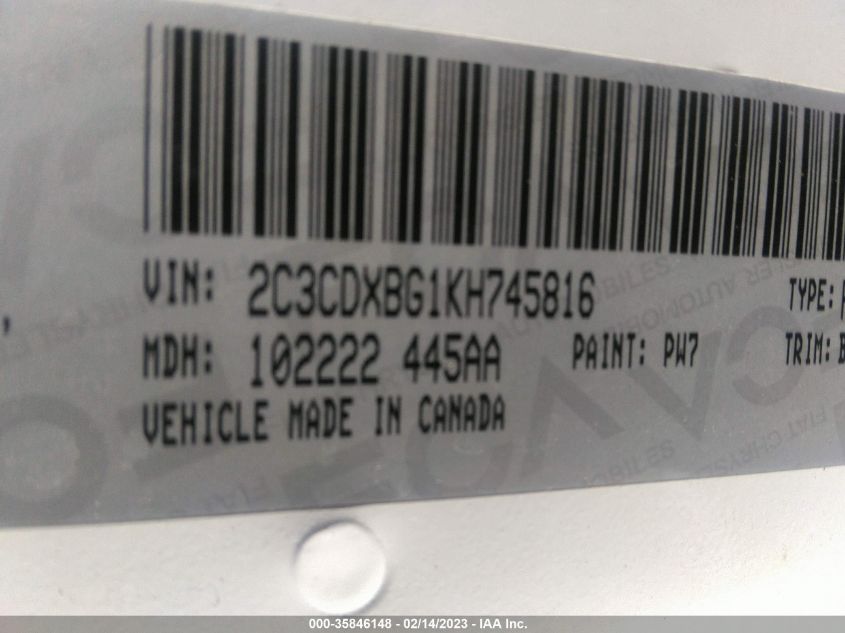 VIN: 2C3CDXBG1KH745816 TYPE:
MDH: 102222 445AA PAINT: PW7 TRIM: B
VEHICLE MADE IN CANADA
000-35846148 - 02/14/2023 - IAA Inc.